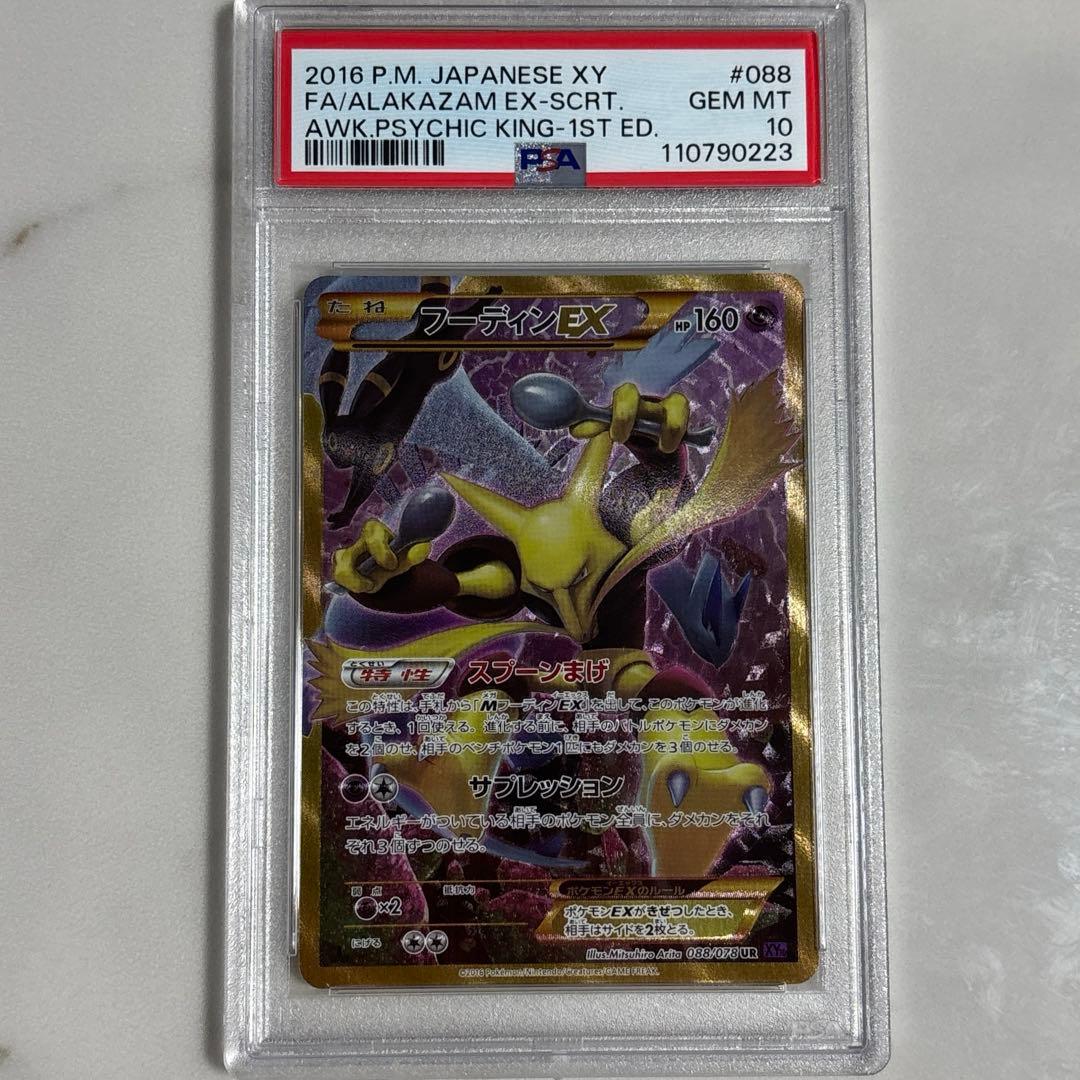 2016 P.M. JAPANESE XY #088
FA/ALAKAZAM EX-SCRT. GEM MT
AWK.PSYCHIC KING-1ST ED. 10
PSA 110790223
たね フーディンEX HP 160
とくせい
特性 スプーンまげ
この特性は、手札から「MフーディンEX」を出して、このポケモンが進化
するとき、1回使える。進化する前に、相手のバトルポケモンにダメカン
を2個のせ、相手のベンチポケモン1匹にもダメカンを3個のせる。
サプレッション
エネルギーがついている相手のポケモン全員に、ダメカンをそれ
ぞれ3個ずつのせる。
弱点 抵抗力 ポケモンEXのルール
×2 ポケモンEXがきぜつしたとき、
相手はサイドを2枚とる。
にげる
Illus.Mitsuhiro Arita 088/078 UR
©2016 Pokémon/Nintendo/Creatures/GAME FREAK.